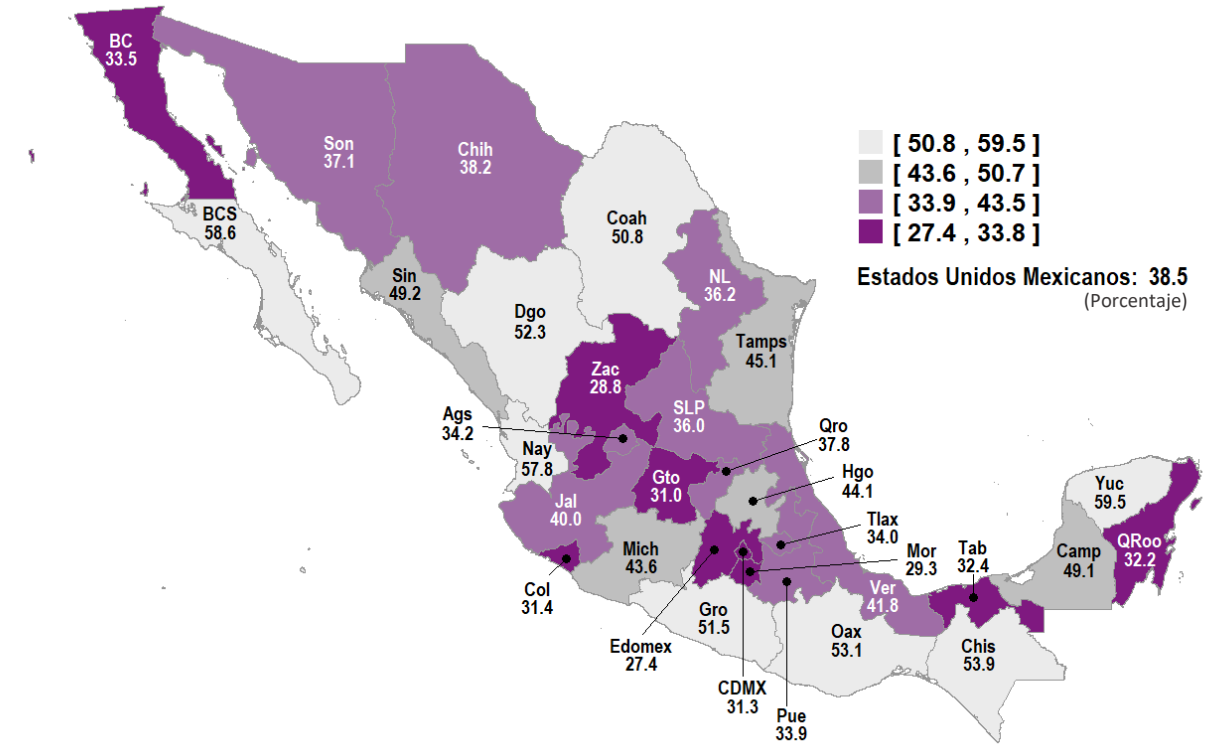 BC
33.5
Son
37.1
Chih
38.2
[ 50.8 , 59.5 ]
[ 43.6 , 50.7 ]
[ 33.9 , 43.5 ]
[ 27.4 , 33.8 ]
BCS
58.6
Coah
50.8
Estados Unidos Mexicanos: 38.5
(Porcentaje)
Sin
49.2
NL
36.2
Dgo
52.3
Tamps
45.1
Zac
28.8
SLP
36.0
Ags
34.2
Qro
37.8
Nay
57.8
Gto
31.0
Hgo
44.1
Yuc
59.5
Jal
40.0
Tlax
34.0
QRoo
32.2
Mich
43.6
Mor
29.3
Tab
32.4
Camp
49.1
Col
31.4
Ver
41.8
Gro
51.5
Oax
53.1
Chis
53.9
Edomex
27.4
CDMX
31.3
Pue
33.9